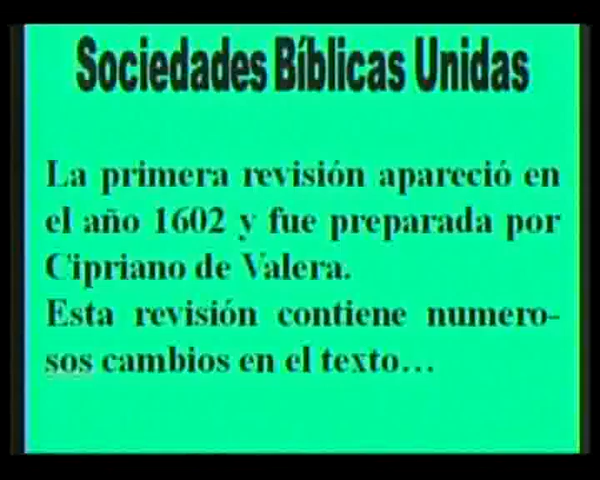 Sociedades Bíblicas Unidas
La primera revisión apareció en
el año 1602 y fue preparada por
Cipriano de Valera.
Esta revisión contiene numero-
sos cambios en el texto...